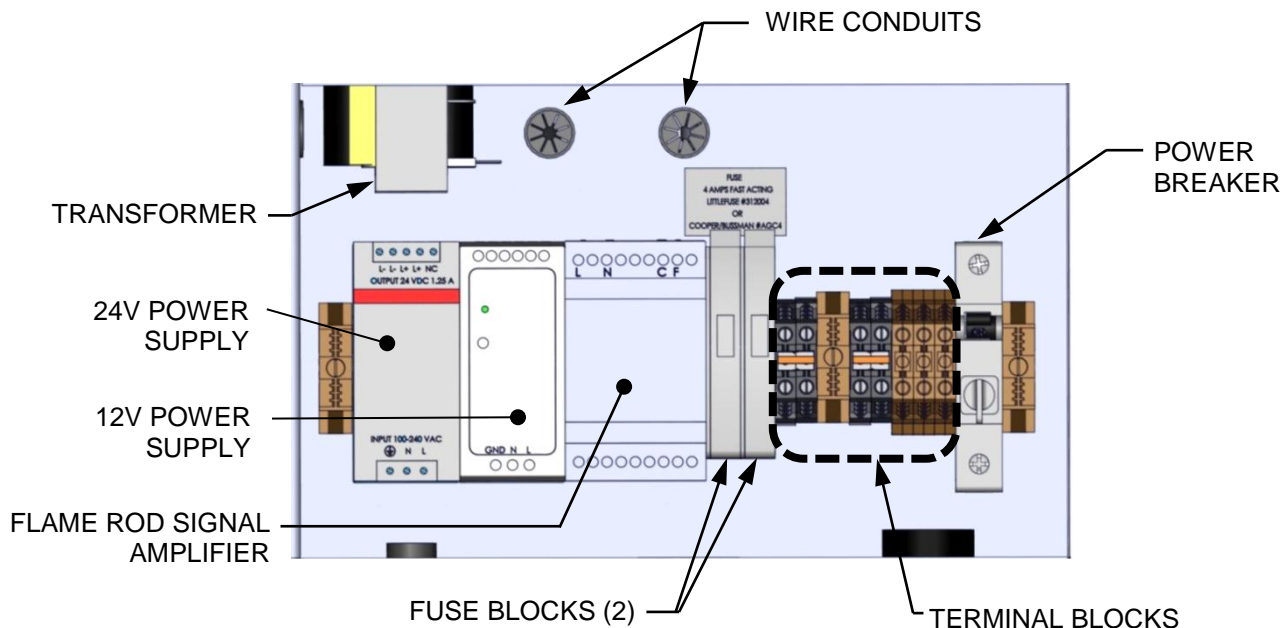 WIRE CONDUITS
POWER
BREAKER
TRANSFORMER
FUSE
4 AMPS FAST ACTING
LITTLEFUSE #312004
OR
COOPER/BUSSMAN #AGC4
L- L- L+ L+ NC
OUTPUT 24 VDC 1.25 A
L N C F
24V POWER
SUPPLY
12V POWER
SUPPLY
INPUT 100-240 VAC
N L
GND N L
FLAME ROD SIGNAL
AMPLIFIER
FUSE BLOCKS (2)
TERMINAL BLOCKS